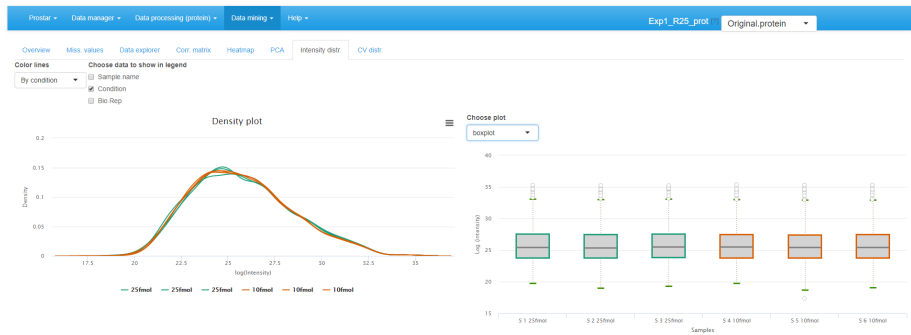 Prostar Data manager Data processing (protein) Data mining Help Exp1_R25_prot Original.protein
Overview Miss. values Data explorer Corr. matrix Heatmap PCA Intensity distr. CV distr.
Color lines Choose data to show in legend
By condition Sample.name
Condition
Bio.Rep
Density plot
Density
0.2
0.15
0.1
0.05
0
17.5 20 22.5 25 27.5 30 32.5 35
log(Intensity)
25fmol 25fmol 25fmol 10fmol 10fmol 10fmol
Choose plot
boxplot
Log (intensity)
40
35
30
25
20
15
S 1 25fmol S 2 25fmol S 3 25fmol S 4 10fmol S 5 10fmol S 6 10fmol
Samples